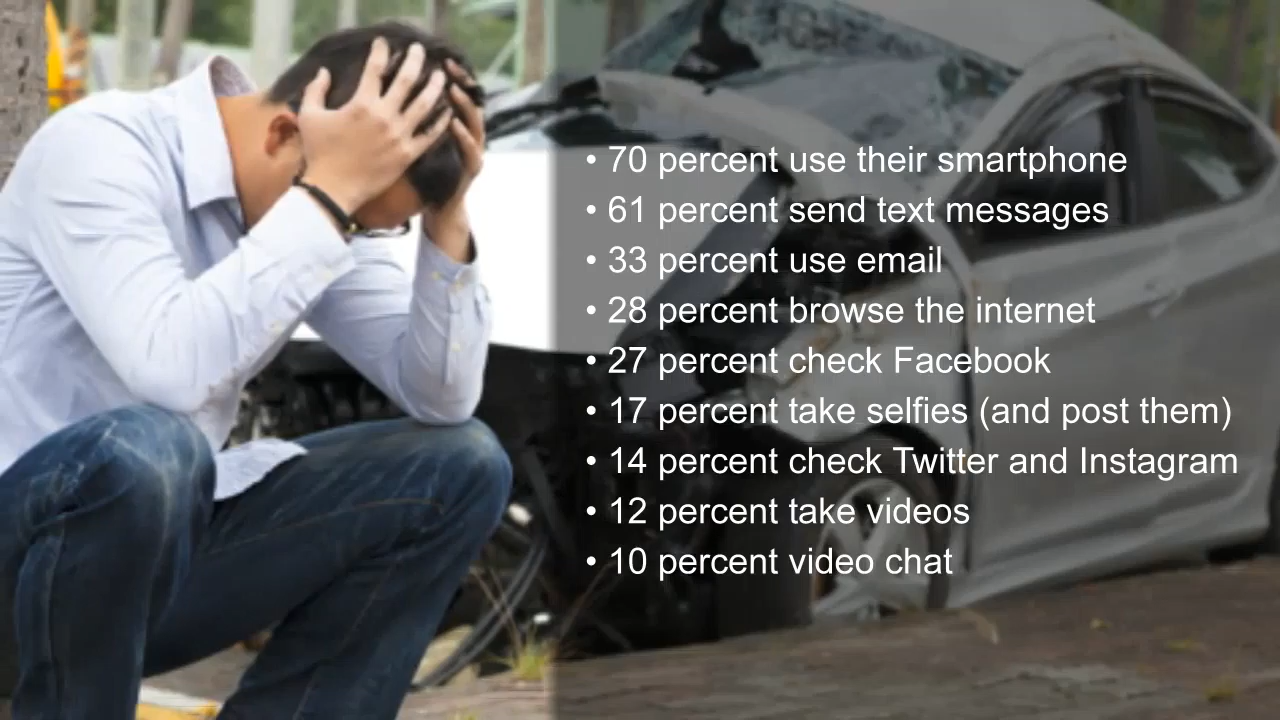 • 70 percent use their smartphone
• 61 percent send text messages
• 33 percent use email
• 28 percent browse the internet
• 27 percent check Facebook
• 17 percent take selfies (and post them)
• 14 percent check Twitter and Instagram
• 12 percent take videos
• 10 percent video chat